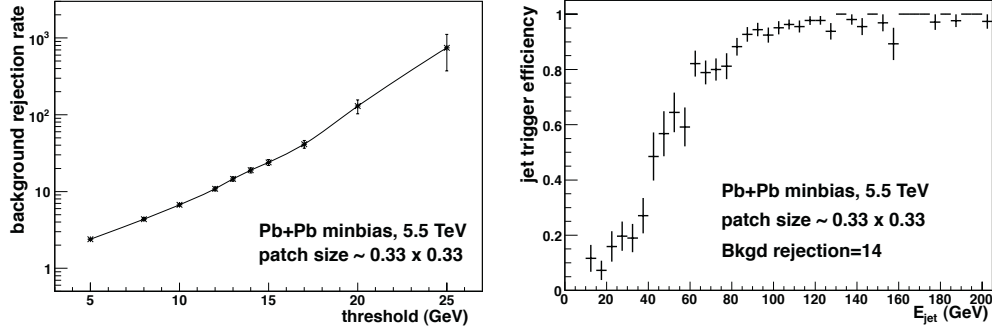 background rejection rate
10³
10²
10
1
Pb+Pb minbias, 5.5 TeV
patch size ~ 0.33 x 0.33
5 10 15 20 25
threshold (GeV)
jet trigger efficiency
1
0.8
0.6
0.4
0.2
0
Pb+Pb minbias, 5.5 TeV
patch size ~ 0.33 x 0.33
Bkgd rejection=14
0 20 40 60 80 100 120 140 160 180 200
E_jet (GeV)